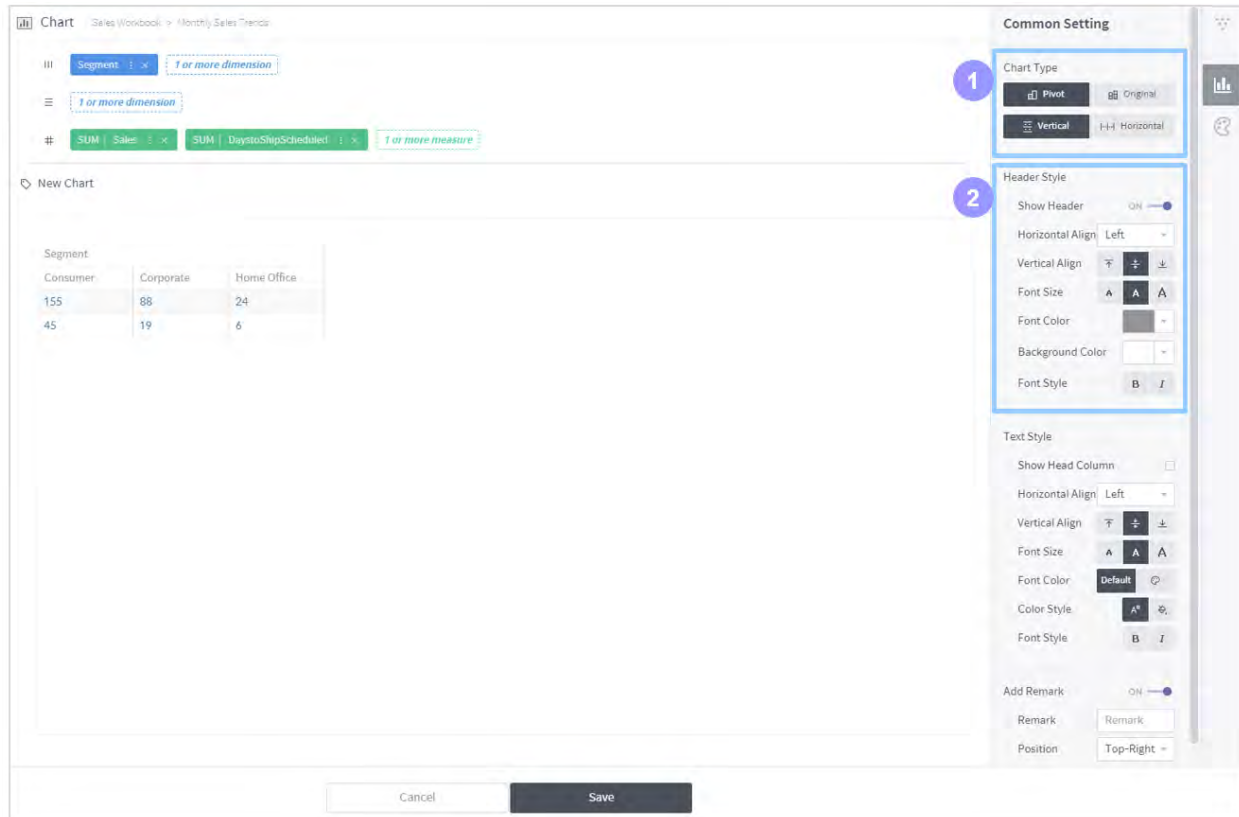 Chart Sales Workbook > Monthly Sales Trends
Segment
1 or more dimension
1 or more dimension
# SUM | Sales SUM | DaystoShipScheduled 1 or more measure
New Chart
Segment
Consumer Corporate Home Office
155 88 24
45 19 6
Common Setting
1
Chart Type
Pivot Original
Vertical Horizontal
2
Header Style
Show Header ON
Horizontal Align Left
Vertical Align
Font Size A A A
Font Color
Background Color
Font Style B I
Text Style
Show Head Column
Horizontal Align Left
Vertical Align
Font Size A A A
Font Color Default
Color Style A
Font Style B I
Add Remark ON
Remark Remark
Position Top-Right
Cancel Save